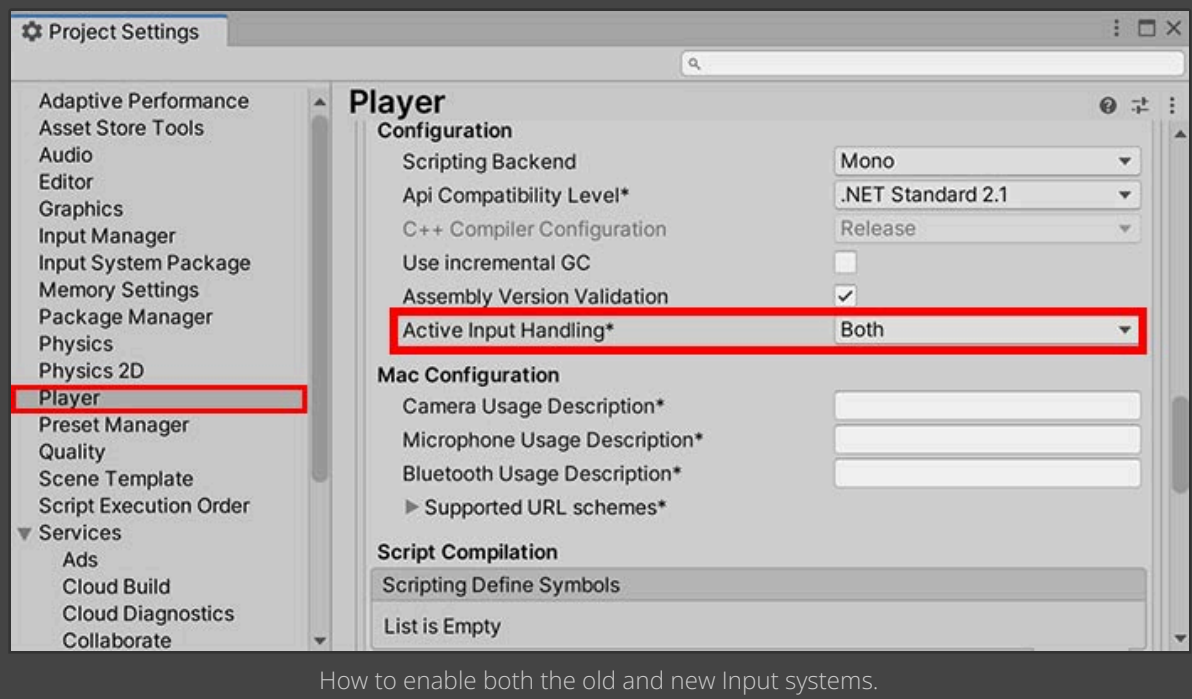 Project Settings
Adaptive Performance
Asset Store Tools
Audio
Editor
Graphics
Input Manager
Input System Package
Memory Settings
Package Manager
Physics
Physics 2D
Player
Preset Manager
Quality
Scene Template
Script Execution Order
Services
Ads
Cloud Build
Cloud Diagnostics
Collaborate
Player
Configuration
Scripting Backend Mono
Api Compatibility Level* .NET Standard 2.1
C++ Compiler Configuration Release
Use incremental GC
Assembly Version Validation
Active Input Handling* Both
Mac Configuration
Camera Usage Description*
Microphone Usage Description*
Bluetooth Usage Description*
Supported URL schemes*
Script Compilation
Scripting Define Symbols
List is Empty
How to enable both the old and new Input systems.